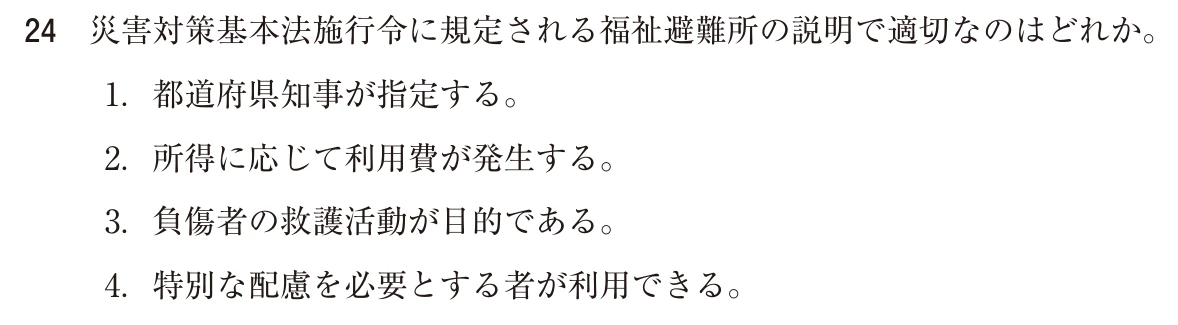 24 災害対策基本法施行令に規定される福祉避難所の説明で適切なのはどれか。
1. 都道府県知事が指定する。
2. 所得に応じて利用費が発生する。
3. 負傷者の救護活動が目的である。
4. 特別な配慮を必要とする者が利用できる。